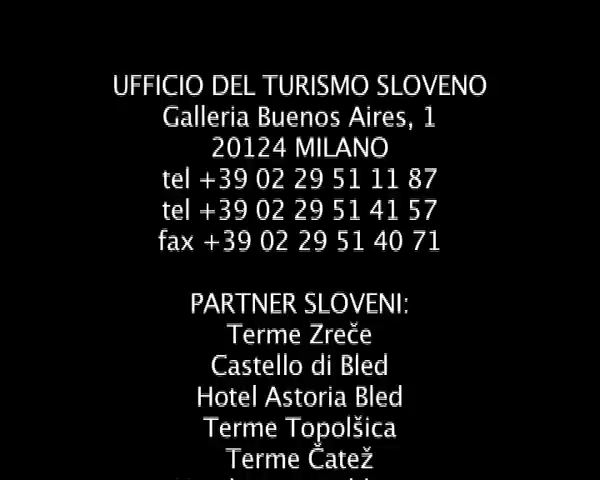 UFFICIO DEL TURISMO SLOVENO
Galleria Buenos Aires, 1
20124 MILANO
tel +39 02 29 51 11 87
tel +39 02 29 51 41 57
fax +39 02 29 51 40 71
PARTNER SLOVENI:
Terme Zreče
Castello di Bled
Hotel Astoria Bled
Terme Topolšica
Terme Čatež